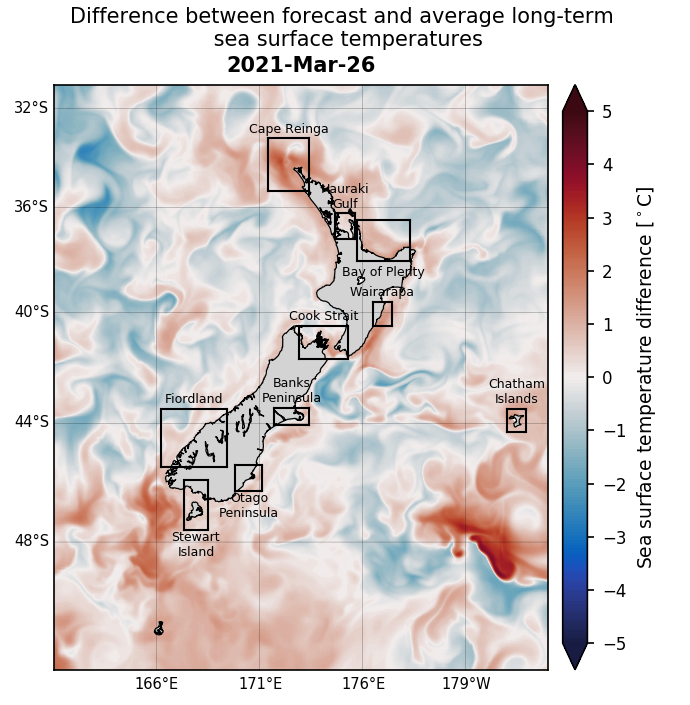 Difference between forecast and average long-term
sea surface temperatures
2021-Mar-26
32°S
36°S
40°S
44°S
48°S
Cape Reinga
Hauraki
Gulf
Bay of Plenty
Wairarapa
Cook Strait
Banks
Peninsula
Fiordland
Chatham
Islands
Otago
Peninsula
Stewart
Island
166°E
171°E
176°E
179°W
5
4
3
2
1
0
−1
−2
−3
−4
−5
Sea surface temperature difference [°C]